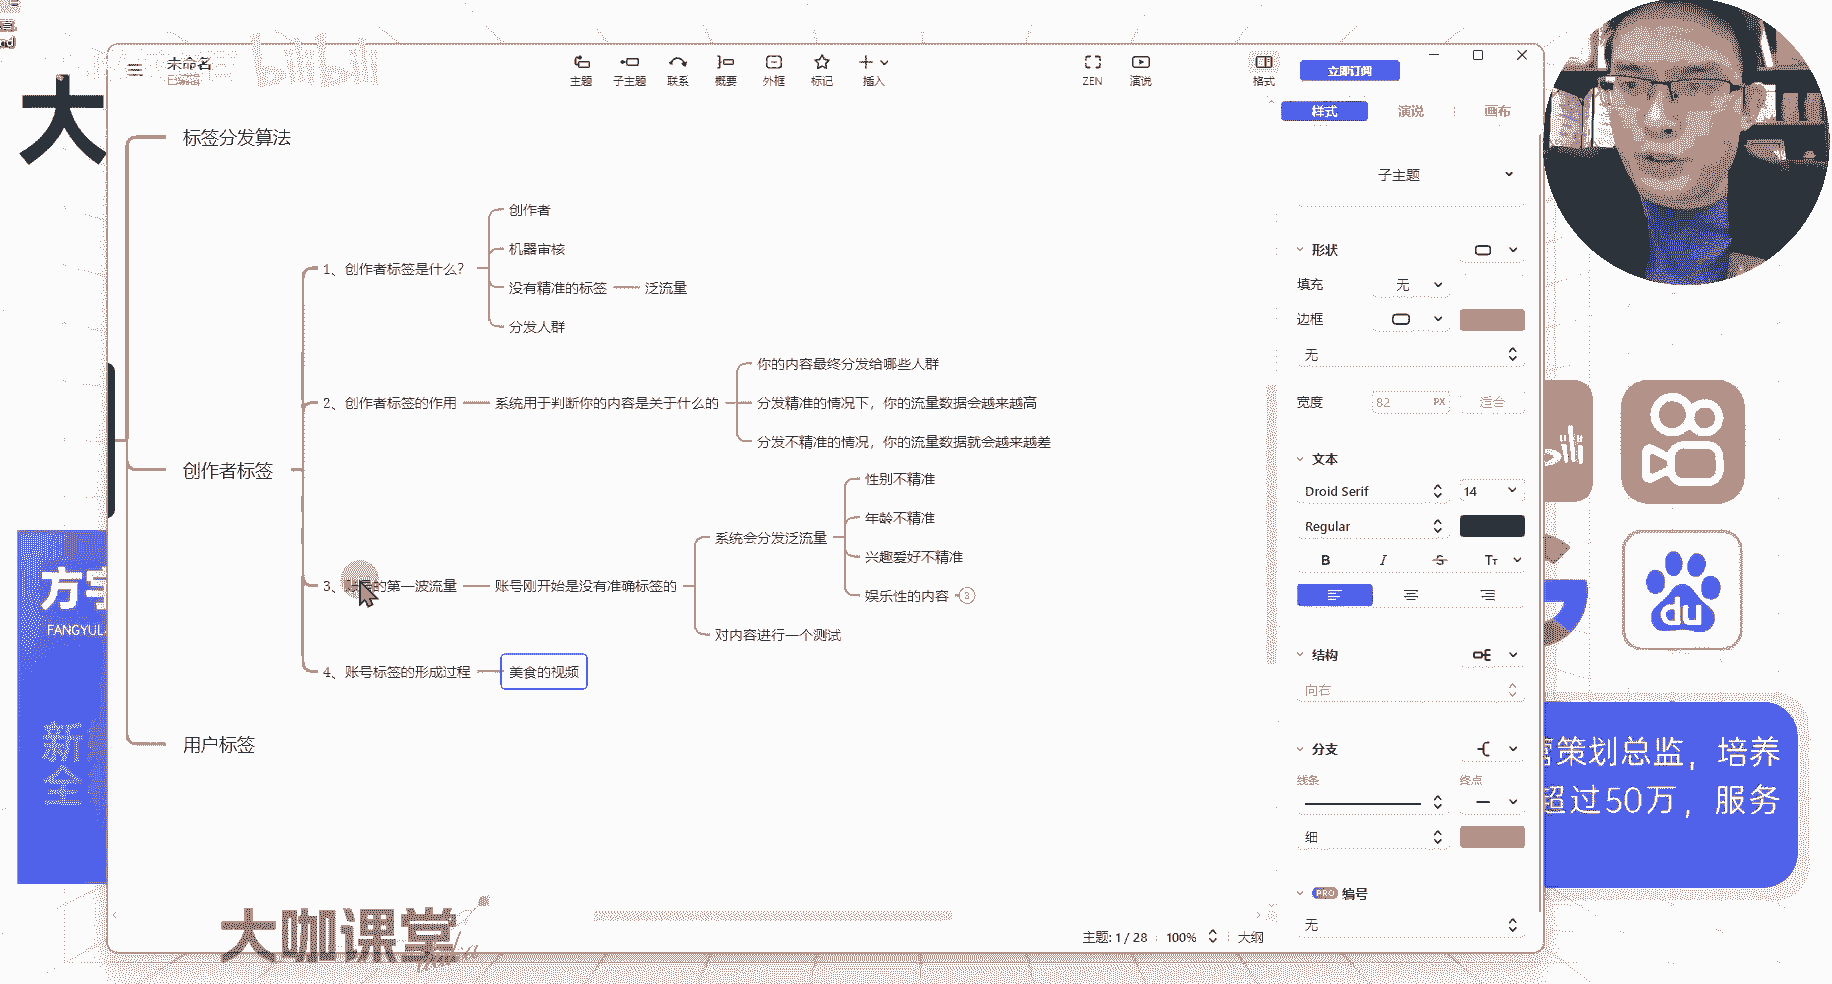 大
未命名
已编辑
bilibili
主题
子主题
联系
概要
外框
标记
插入
ZEN
演说
格式
立即订阅
样式
演说
画布
标签分发算法
创作者标签
1、创作者标签是什么？
创作者
机器审核
没有精准的标签
泛流量
分发人群
2、创作者标签的作用
系统用于判断你的内容是关于什么的
你的内容最终分发给哪些人群
分发精准的情况下，你的流量数据会越来越高
分发不精准的情况，你的流量数据就会越来越差
3、
的第一波流量
账号刚开始是没有准确标签的
系统会分发泛流量
性别不精准
年龄不精准
兴趣爱好不精准
娱乐性的内容
3
对内容进行一个测试
4、账号标签的形成过程
美食的视频
用户标签
子主题
形状
填充
无
边框
无
宽度
82
PX
适合
文本
Droid Serif
14
Regular
B
I
S
Tт
结构
向右
分支
线条
终点
细
PRO
编号
无
主题: 1 / 28
100%
大纲
方宇
FANGYUL
新
全
大咖课堂
du
营策划总监，培养
超过50万，服务